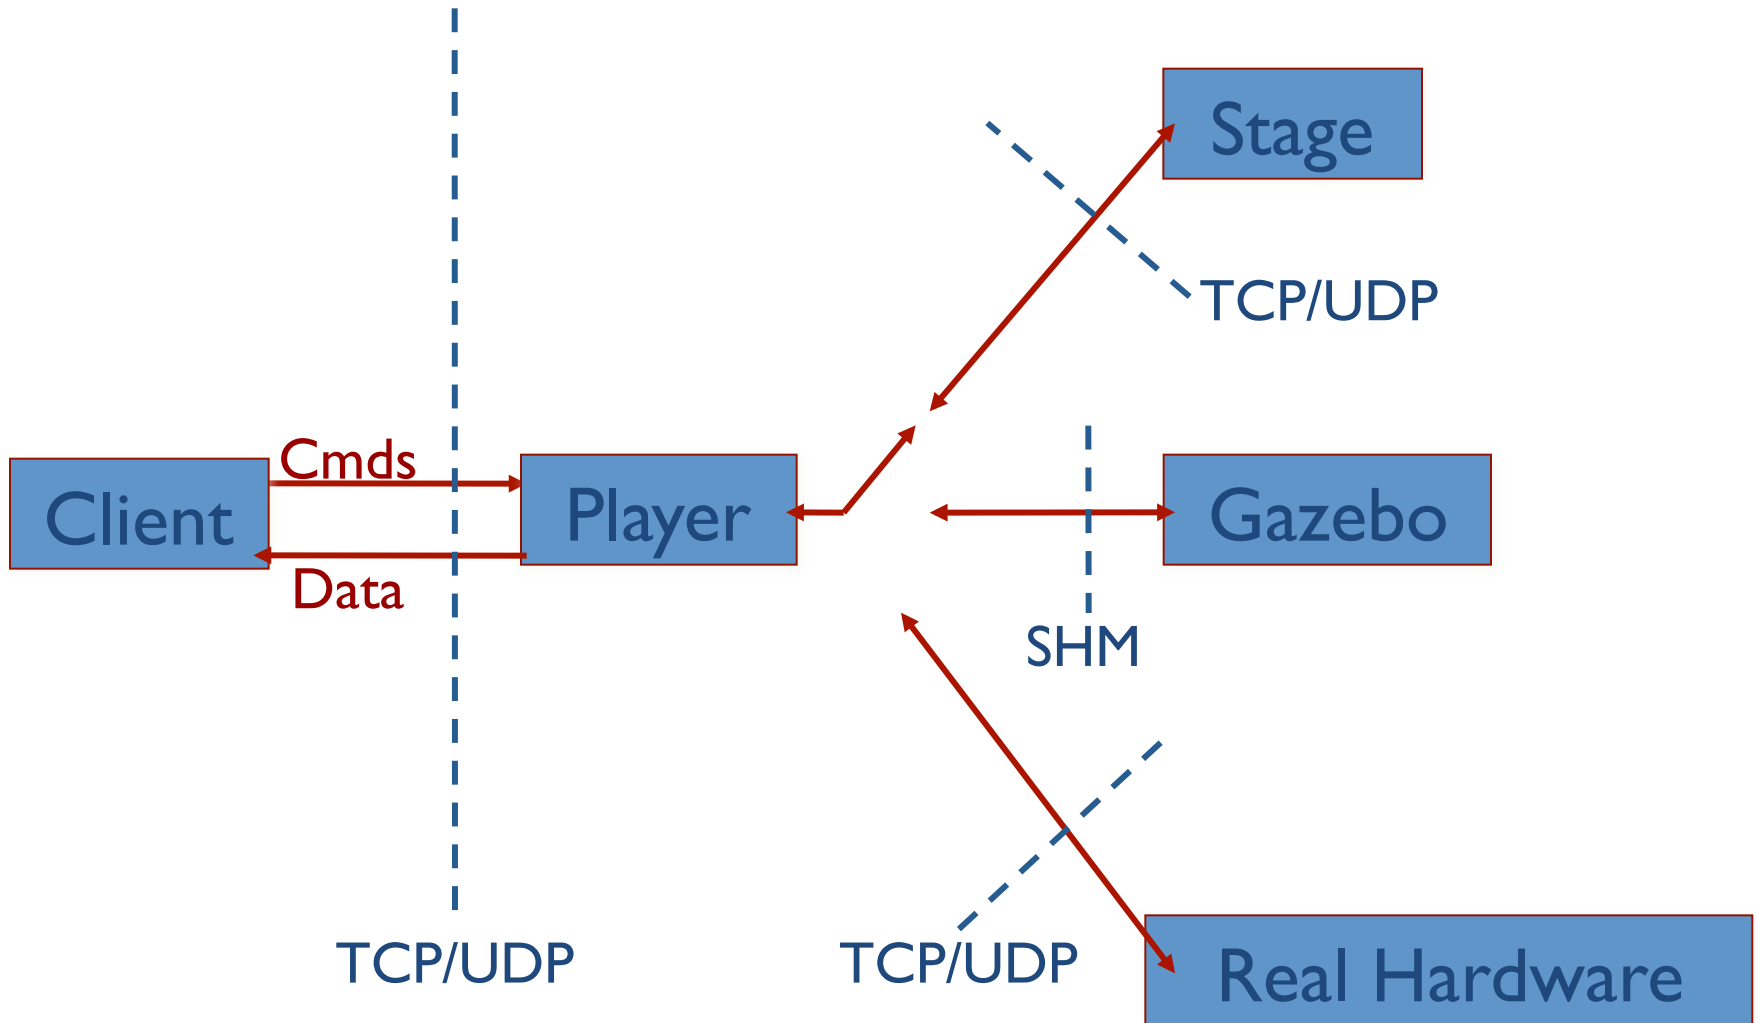 Stage
TCP/UDP
Cmds
Client
Player
Gazebo
Data
SHM
TCP/UDP
TCP/UDP
Real Hardware